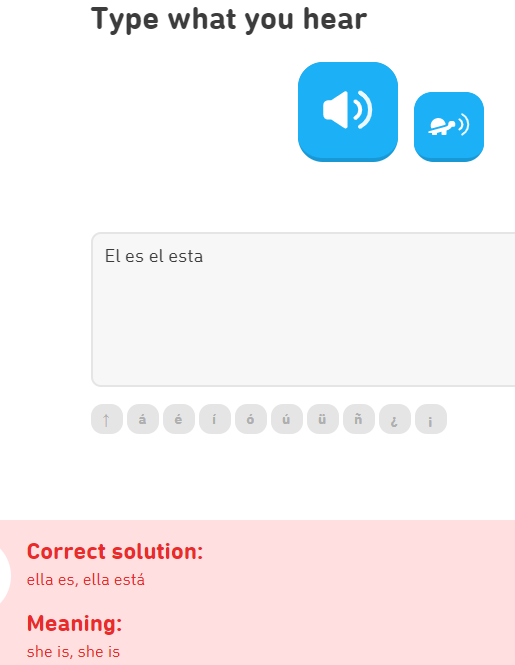 Type what you hear
El es el esta
↑ á é í ó ú ü ñ ¿ ¡
Correct solution:
ella es, ella está
Meaning:
she is, she is